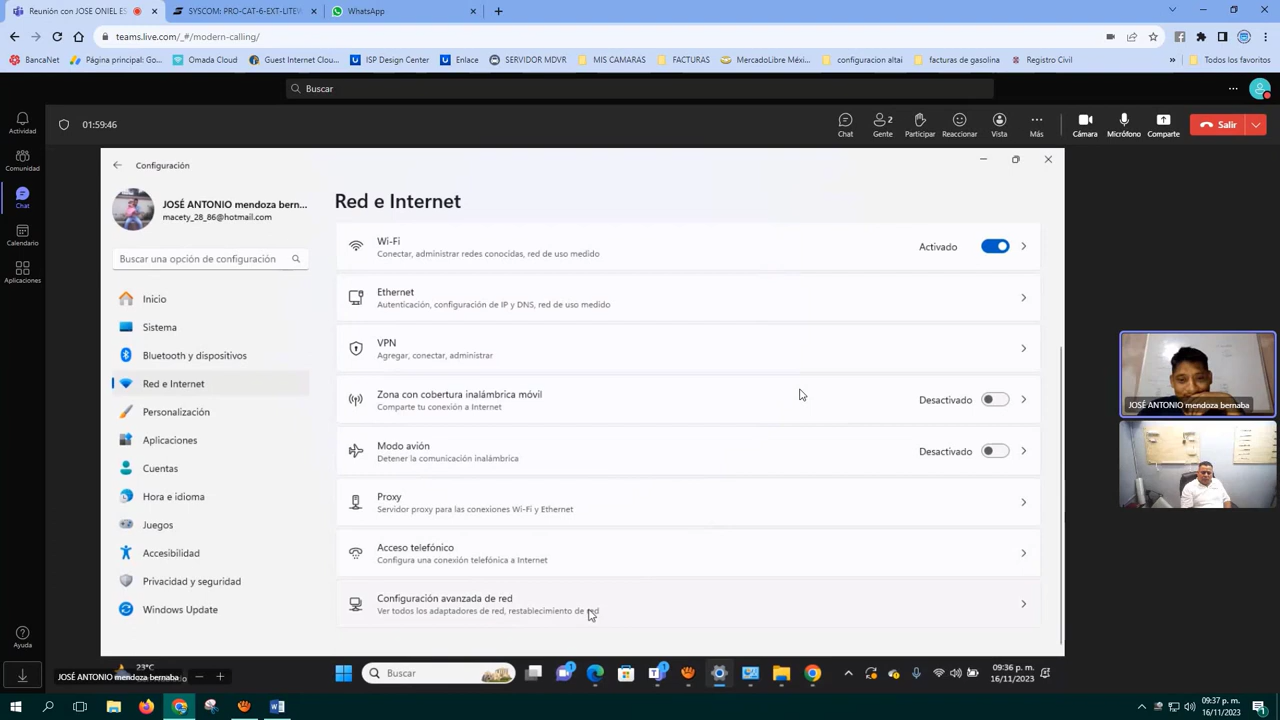 Reunión con JOSE ONIEL ES
SYSCOM: PRO-CAT-6-EXT-LITE
WhatsApp
teams.live.com/_#/modern-calling/
BancaNet
Página principal: Go...
Omada Cloud
Guest Internet Clou...
ISP Design Center
Enlace
SERVIDOR MDVR
MIS CAMARAS
FACTURAS
MercadoLibre Méxi...
configuracion altai
facturas de gasolina
Registro Civil
Todos los favoritos
Buscar
Actividad
Comunidad
Chat
Calendario
Aplicaciones
Ayuda
01:59:46
Chat
Gente
2
Participar
Reaccionar
Vista
Más
Cámara
Micrófono
Comparte
Salir
Configuración
JOSÉ ANTONIO mendoza bern...
macety_28_86@hotmail.com
Buscar una opción de configuración
Inicio
Sistema
Bluetooth y dispositivos
Red e Internet
Personalización
Aplicaciones
Cuentas
Hora e idioma
Juegos
Accesibilidad
Privacidad y seguridad
Windows Update
Red e Internet
Wi-Fi
Conectar, administrar redes conocidas, red de uso medido
Activado
Ethernet
Autenticación, configuración de IP y DNS, red de uso medido
VPN
Agregar, conectar, administrar
Zona con cobertura inalámbrica móvil
Comparte tu conexión a Internet
Desactivado
Modo avión
Detener la comunicación inalámbrica
Desactivado
Proxy
Servidor proxy para las conexiones Wi-Fi y Ethernet
Acceso telefónico
Configura una conexión telefónica a Internet
Configuración avanzada de red
Ver todos los adaptadores de red, restablecimiento de red
JOSÉ ANTONIO mendoza bernaba
23°C
JOSÉ ANTONIO mendoza bernaba
Buscar
09:36 p. m.
16/11/2023
09:37 p. m.
16/11/2023